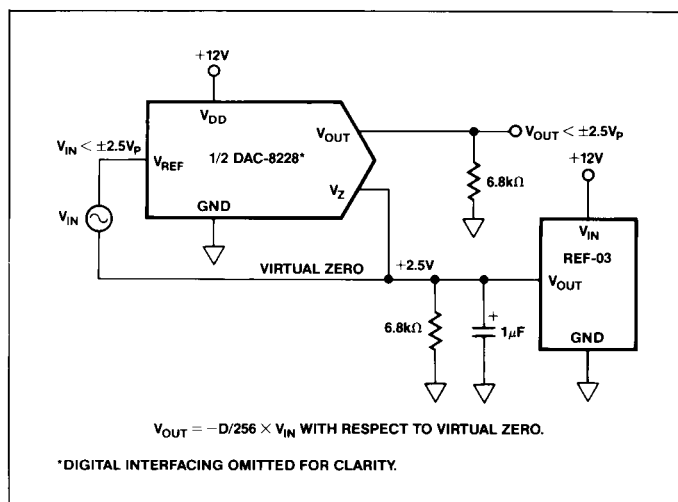 +12V
V_DD
V_OUT
V_OUT < ±2.5V_P
V_IN < ±2.5V_P
V_REF
1/2 DAC-8228*
+12V
6.8kΩ
V_Z
V_IN
GND
V_IN
REF-03
VIRTUAL ZERO
+2.5V
V_OUT
6.8kΩ
+
1μF
GND
V_OUT = −D/256 × V_IN WITH RESPECT TO VIRTUAL ZERO.
*DIGITAL INTERFACING OMITTED FOR CLARITY.